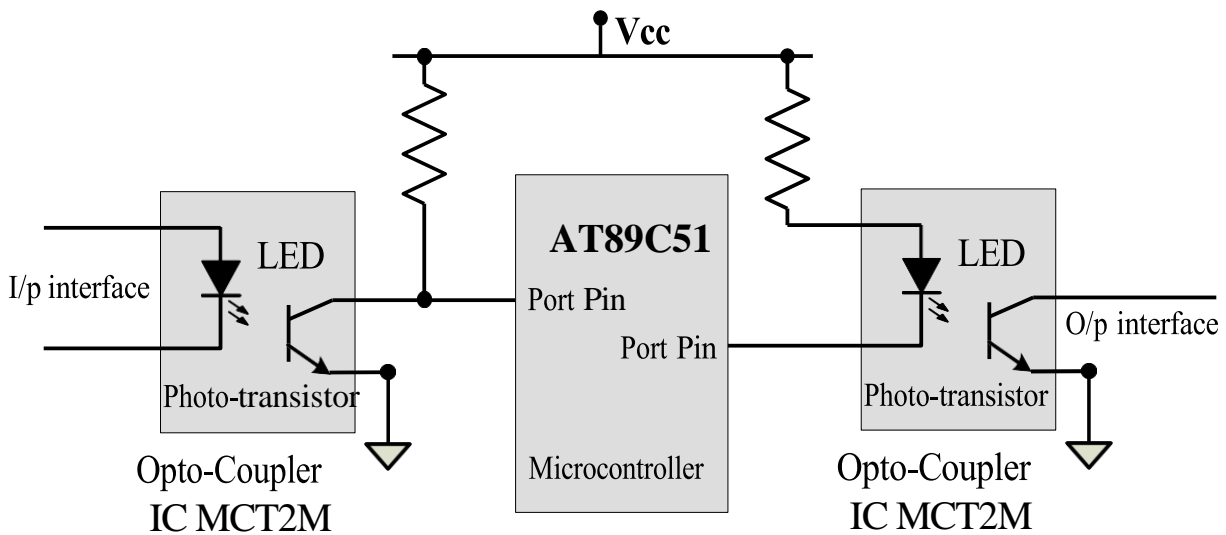 Vcc
LED
I/p interface
Photo-transistor
Opto-Coupler
IC MCT2M
AT89C51
Port Pin
Port Pin
Microcontroller
LED
O/p interface
Photo-transistor
Opto-Coupler
IC MCT2M